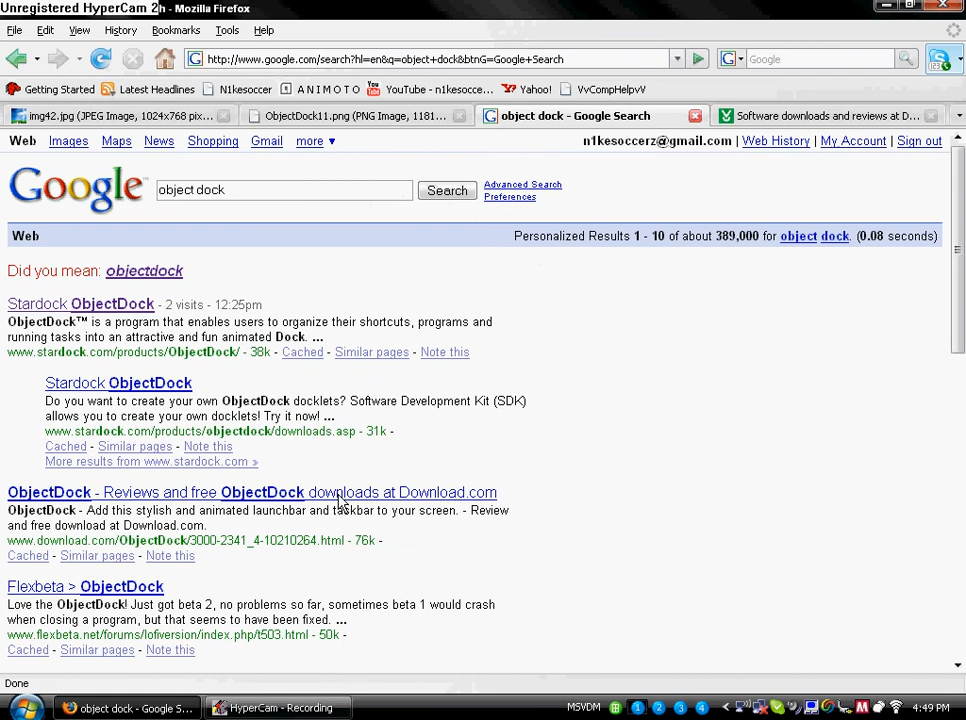 Unregistered HyperCam 2
h - Mozilla Firefox
File Edit View History Bookmarks Tools Help
http://www.google.com/search?hl=en&q=object+dock&btnG=Google+Search
Google
Getting Started Latest Headlines N1kesoccer A N I M O T O YouTube - n1kesocce... Yahoo! VvCompHelpV
img42.jpg (JPEG Image, 1024x768 pix... ObjectDock11.png (PNG Image, 1181... object dock - Google Search Software downloads and reviews at D...
Web Images Maps News Shopping Gmail more ▼ n1kesoccerz@gmail.com | Web History | My Account | Sign out
Google
object dock
Search
Advanced Search
Preferences
Web Personalized Results 1 - 10 of about 389,000 for object dock. (0.08 seconds)
Did you mean: objectdock
Stardock ObjectDock - 2 visits - 12:25pm
ObjectDock™ is a program that enables users to organize their shortcuts, programs and
running tasks into an attractive and fun animated Dock. ...
www.stardock.com/products/ObjectDock/ - 38k - Cached - Similar pages - Note this
Stardock ObjectDock
Do you want to create your own ObjectDock docklets? Software Development Kit (SDK)
allows you to create your own docklets! Try it now! ...
www.stardock.com/products/objectdock/downloads.asp - 31k -
Cached - Similar pages - Note this
More results from www.stardock.com »
ObjectDock - Reviews and free ObjectDock downloads at Download.com
ObjectDock - Add this stylish and animated launchbar and taskbar to your screen. - Review
and free download at Download.com.
www.download.com/ObjectDock/3000-2341_4-10210264.html - 76k -
Cached - Similar pages - Note this
Flexbeta > ObjectDock
Love the ObjectDock! Just got beta 2, no problems so far, sometimes beta 1 would crash
when closing a program, but that seems to have been fixed. ...
www.flexbeta.net/forums/lofiversion/index.php/t503.html - 50k -
Cached - Similar pages - Note this
Done
object dock - Google S... HyperCam - Recording MSVDM 1 2 3 4 4:49 PM